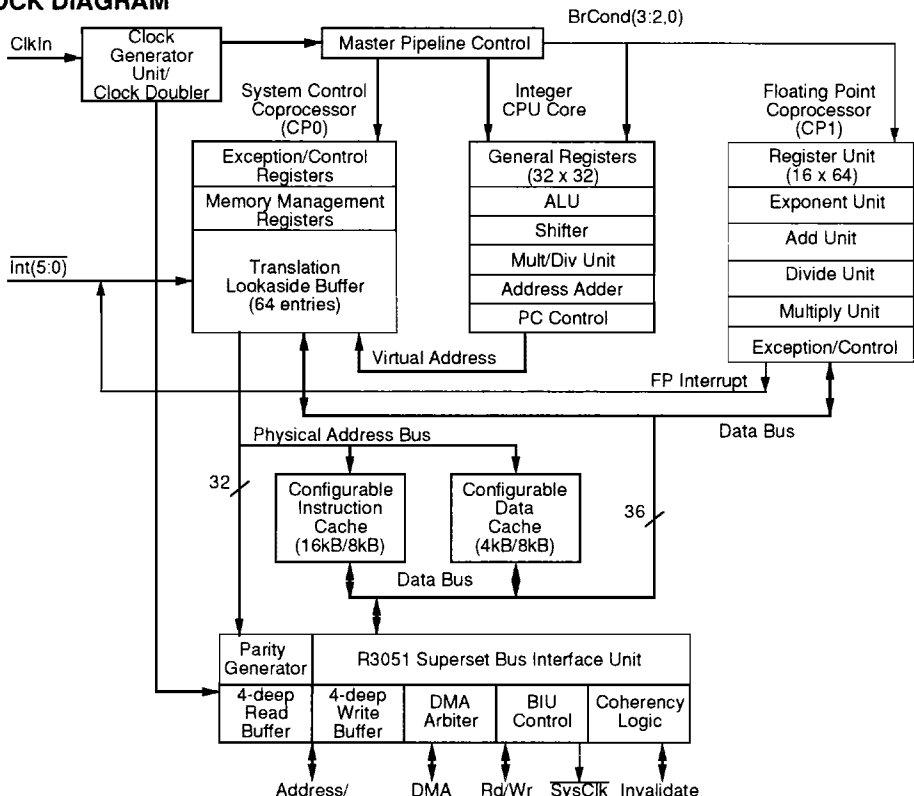 OCK DIAGRAM
ClkIn
Clock
Generator
Unit/
Clock Doubler
Master Pipeline Control
BrCond(3:2,0)
System Control
Coprocessor
(CP0)
Integer
CPU Core
Floating Point
Coprocessor
(CP1)
Exception/Control
Registers
Memory Management
Registers
Translation
Lookaside Buffer
(64 entries)
General Registers
(32 x 32)
ALU
Shifter
Mult/Div Unit
Address Adder
PC Control
Register Unit
(16 x 64)
Exponent Unit
Add Unit
Divide Unit
Multiply Unit
Exception/Control
Int(5:0)
Virtual Address
FP Interrupt
Data Bus
Physical Address Bus
32
Configurable
Instruction
Cache
(16kB/8kB)
Configurable
Data
Cache
(4kB/8kB)
36
Data Bus
Parity
Generator
R3051 Superset Bus Interface Unit
4-deep
Read
Buffer
4-deep
Write
Buffer
DMA
Arbiter
BIU
Control
Coherency
Logic
Address/
DMA
Rd/Wr
SysClk
Invalidate